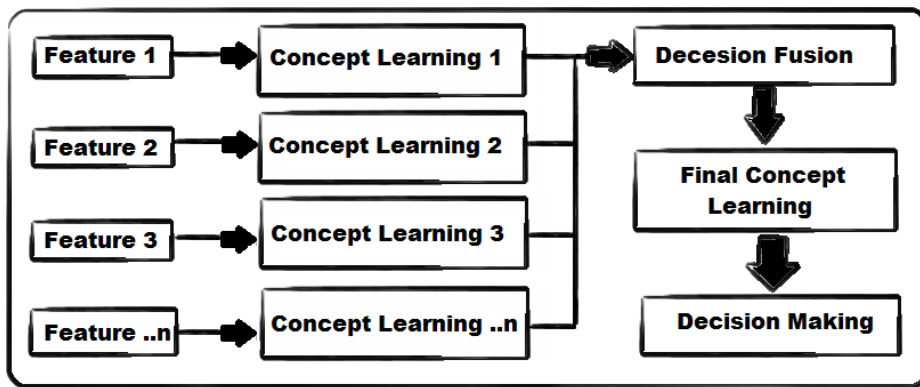 Feature 1
Concept Learning 1
Decesion Fusion
Feature 2
Concept Learning 2
Final Concept
Learning
Feature 3
Concept Learning 3
Feature ..n
Concept Learning ..n
Decision Making